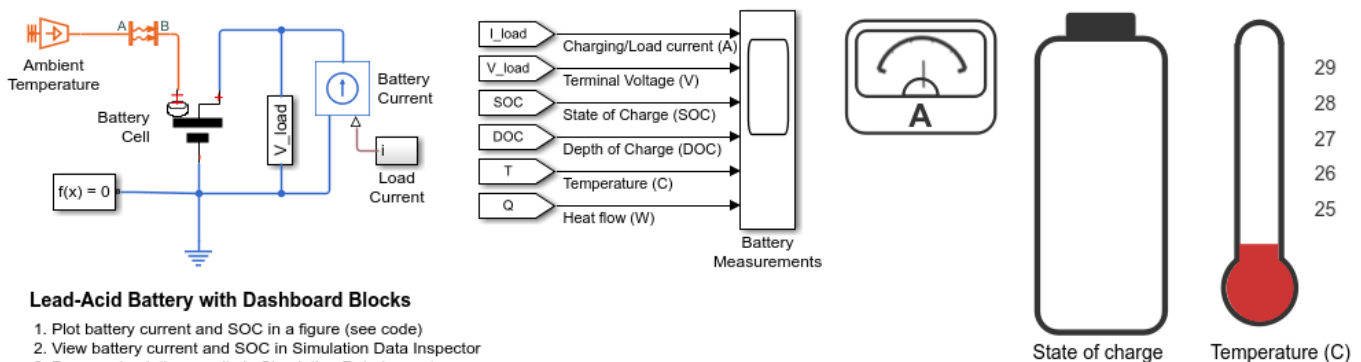 A B
Ambient
Temperature
Battery
Cell
f(x) = 0
V_load
Battery
Current
i
Load
Current
I_load
Charging/Load current (A)
V_load
Terminal Voltage (V)
SOC
State of Charge (SOC)
DOC
Depth of Charge (DOC)
T
Temperature (C)
Q
Heat flow (W)
Battery
Measurements
A
State of charge
29
28
27
26
25
Temperature (C)
Lead-Acid Battery with Dashboard Blocks
1. Plot battery current and SOC in a figure (see code)
2. View battery current and SOC in Simulation Data Inspector